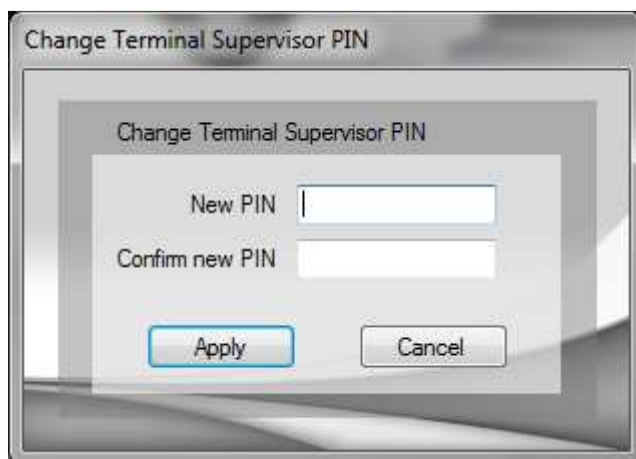 Change Terminal Supervisor PIN
Change Terminal Supervisor PIN
New PIN
Confirm new PIN
Apply Cancel